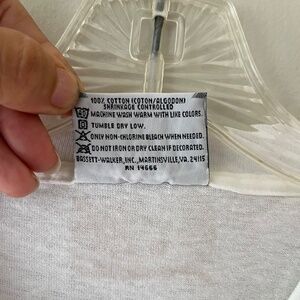 100% COTTON (COTON/ALGODON)
SHRINKAGE CONTROLLED
MACHINE WASH WARM WITH LIKE COLORS.
TUMBLE DRY LOW.
ONLY NON-CHLORINE BLEACH WHEN NEEDED.
DO NOT IRON OR DRY CLEAN IF DECORATED.
BASSETT-WALKER, INC., MARTINSVILLE, VA. 24115
RN 14666